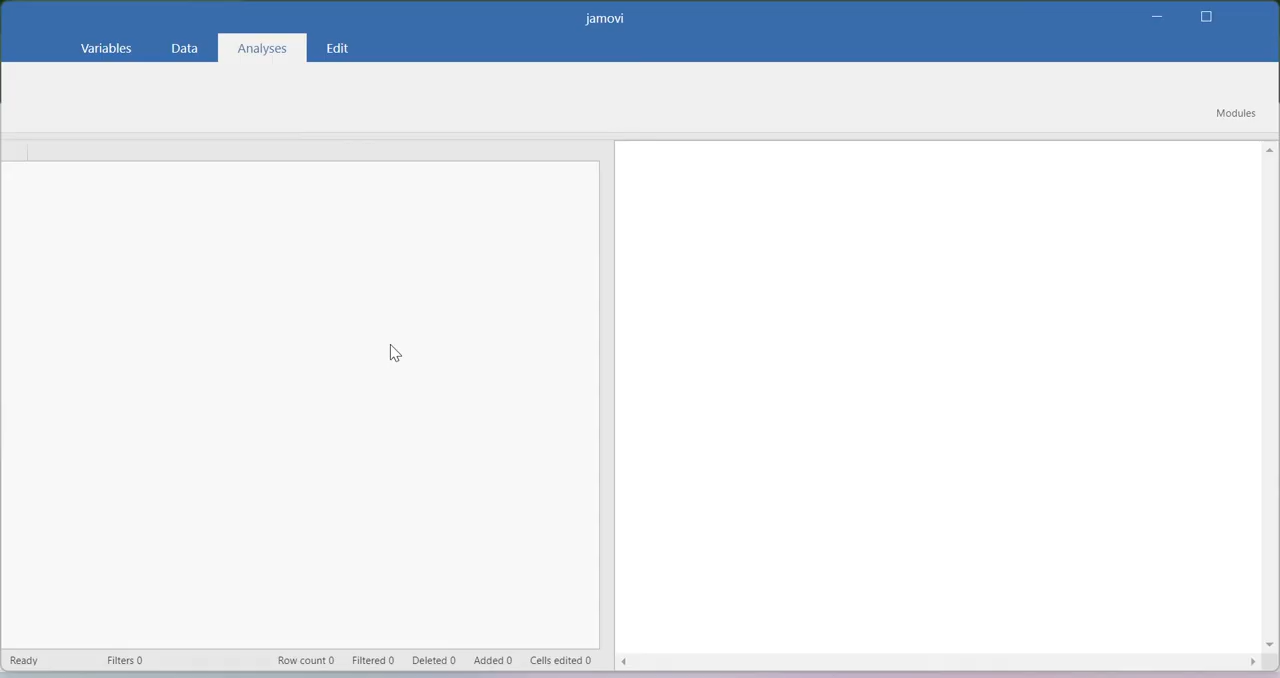 jamovi
Variables Data Analyses Edit
Modules
Ready Filters 0 Row count 0 Filtered 0 Deleted 0 Added 0 Cells edited 0